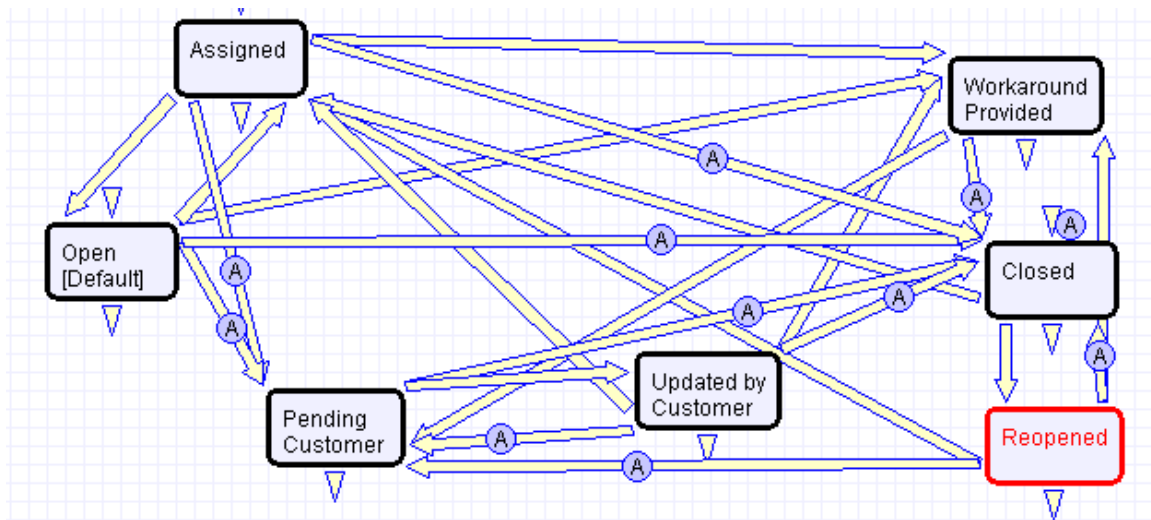 Assigned
Workaround
Provided
A
A
Open
[Default]
A
A
Closed
A
A
A
A
A
Updated by
Customer
Pending
Customer
A
Reopened
A